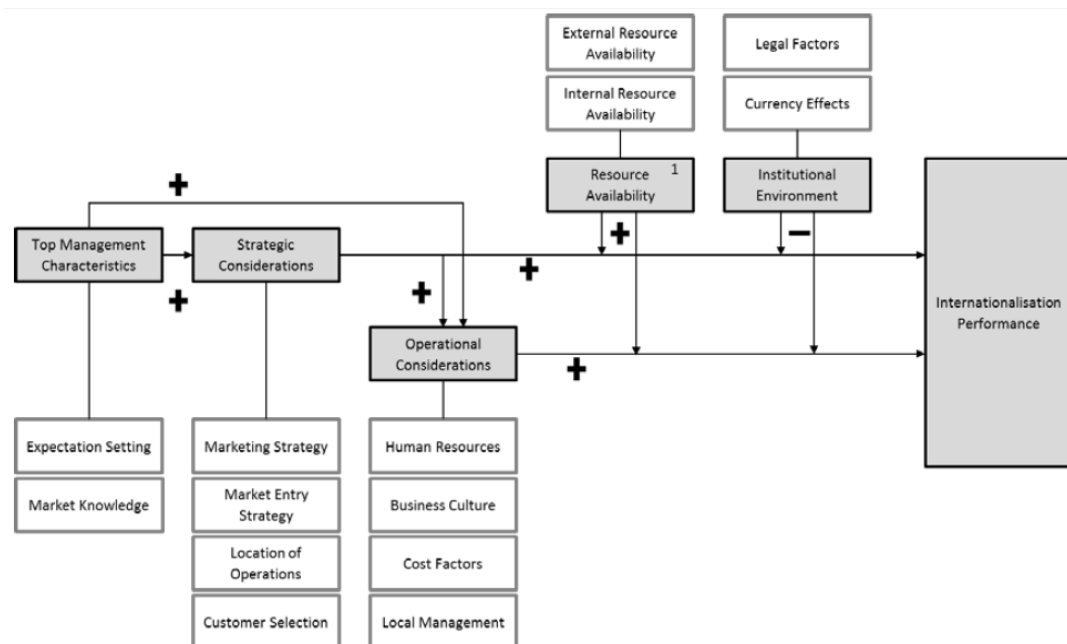 External Resource
Availability
Legal Factors
Internal Resource
Availability
Currency Effects
Resource
Availability
1
Institutional
Environment
+
Top Management
Characteristics
Strategic
Considerations
+
−
+
+
+
Internationalisation
Performance
Operational
Considerations
+
Expectation Setting
Marketing Strategy
Human Resources
Market Knowledge
Market Entry
Strategy
Business Culture
Location of
Operations
Cost Factors
Customer Selection
Local Management